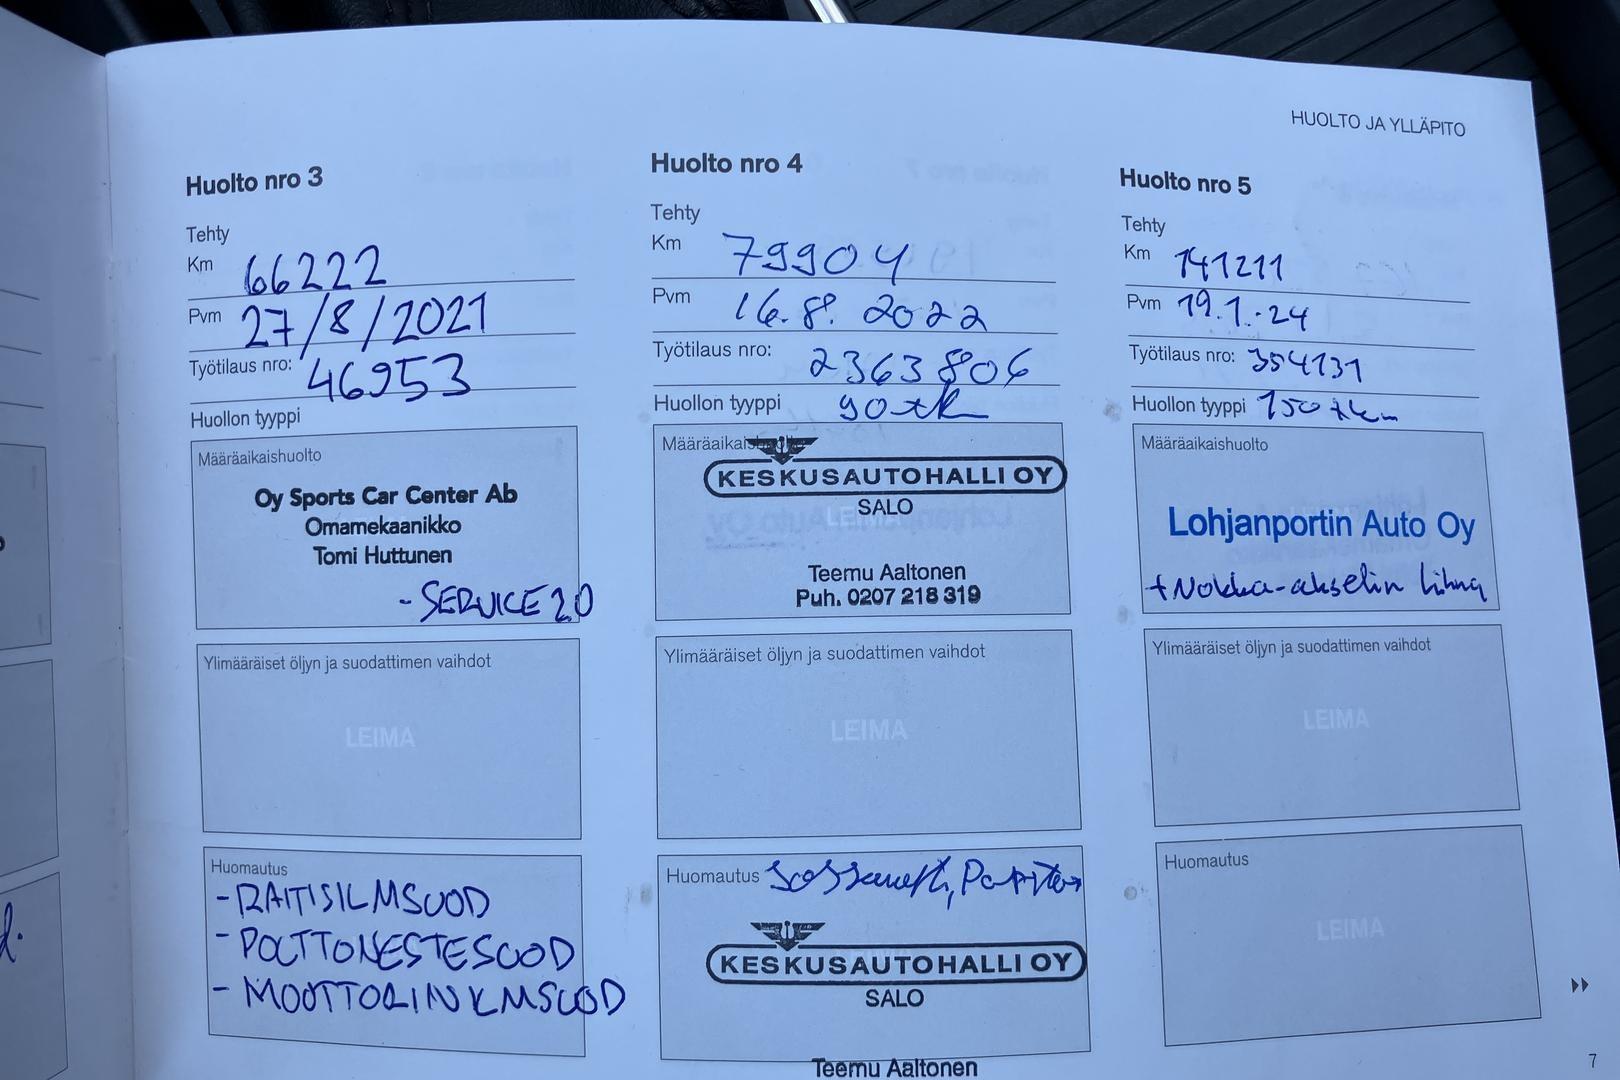 HUOLTO JA YLLÄPITO
Huolto nro 3
Tehty
Km 66222
Pvm 27/8/2021
Työtilaus nro: 46953
Huollon tyyppi
Määräaikaishuolto
Oy Sports Car Center Ab
Omamekaanikko
Tomi Huttunen
- SERVICE 2.0
Ylimääräiset öljyn ja suodattimen vaihdot
LEIMA
Huomautus
- RAITISILMSUOD
- POLTTONESTESUOD
- MOOTTORINILMSUOD
Huolto nro 4
Tehty
Km 79904
Pvm 16.8. 2022
Työtilaus nro: 2363806
Huollon tyyppi 90tk
Määräaikaishuolto
KESKUSAUTOHALLI OY
SALO
LEIMA
Teemu Aaltonen
Puh. 0207 218 319
Ylimääräiset öljyn ja suodattimen vaihdot
LEIMA
Huomautus
KESKUSAUTOHALLI OY
SALO
Teemu Aaltonen
Huolto nro 5
Tehty
Km 141211
Pvm 19.1.24
Työtilaus nro: 354131
Huollon tyyppi 150tkm
Määräaikaishuolto
Lohjanportin Auto Oy
+ Nokka-akselin hihna
Ylimääräiset öljyn ja suodattimen vaihdot
LEIMA
Huomautus
LEIMA
7